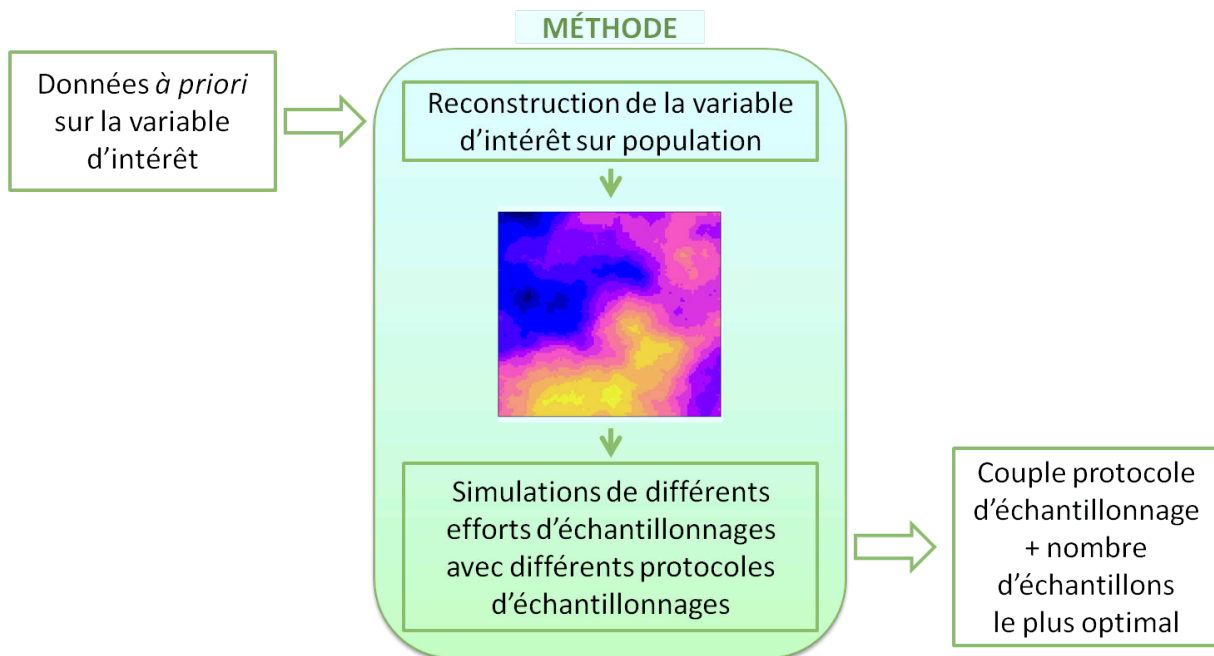 MÉTHODE
Données à priori
sur la variable
d'intérêt
Reconstruction de la variable
d'intérêt sur population
Simulations de différents
efforts d'échantillonnages
avec différents protocoles
d'échantillonnages
Couple protocole
d'échantillonnage
+ nombre
d'échantillons
le plus optimal